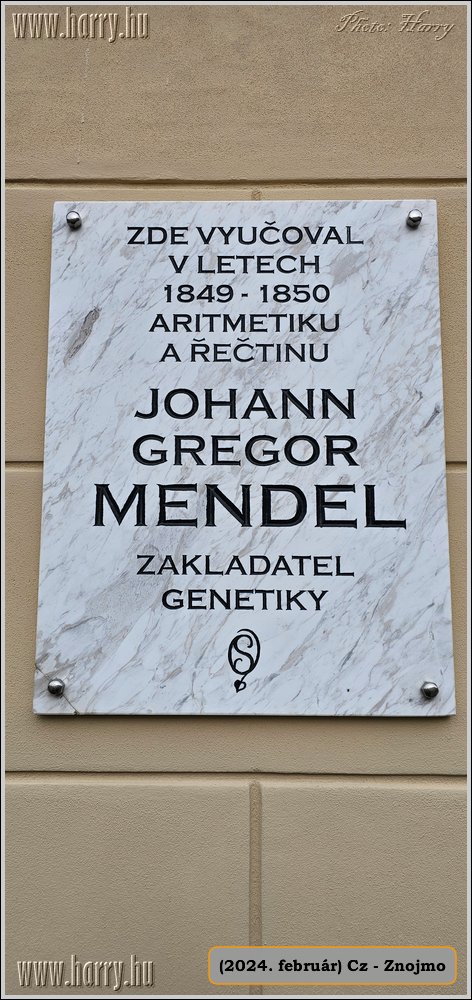 www.harry.hu
Photo: Harry
ZDE VYUČOVAL
V LETECH
1849 - 1850
ARITMETIKU
A ŘEČTINU
JOHANN
GREGOR
MENDEL
ZAKLADATEL
GENETIKY
www.harry.hu
(2024. február) Cz - Znojmo